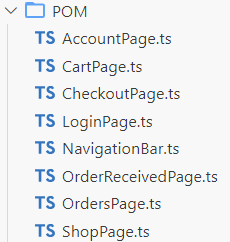 POM
TS AccountPage.ts
TS CartPage.ts
TS CheckoutPage.ts
TS LoginPage.ts
TS NavigationBar.ts
TS OrderReceivedPage.ts
TS OrdersPage.ts
TS ShopPage.ts